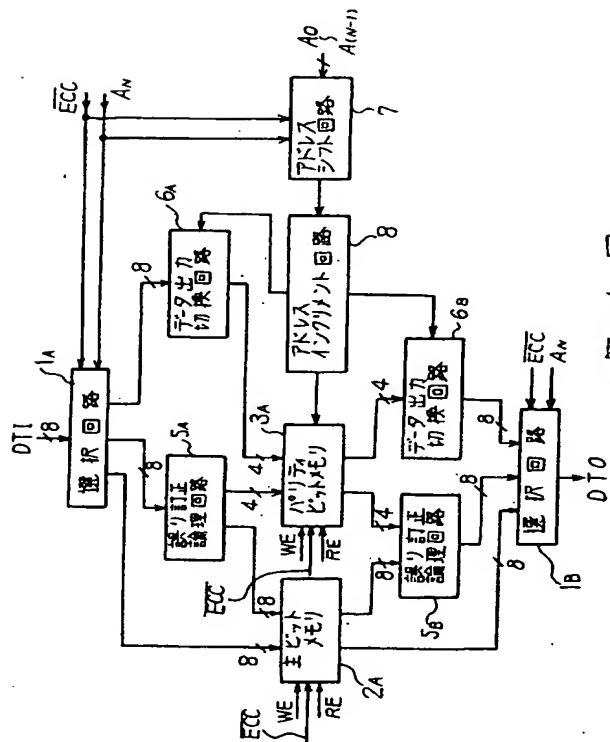 DTI
8
1A
選択回路
ECC
AN
8
6A
データ出力
切換回路
アドレス
シフト回路
7
A0
A(N-1)
8
5A
誤り訂正
論理回路
アドレス
インクリメント回路
8
4
4
3A
パリティ
ビットメモリ
WE
ECC
RE
8
8
主ビット
メモリ
2A
WE
ECC
RE
4
6B
データ出力
切換回路
4
8
誤り訂正
論理回路
5B
8
8
8
ECC
AN
選択回路
1B
DTO